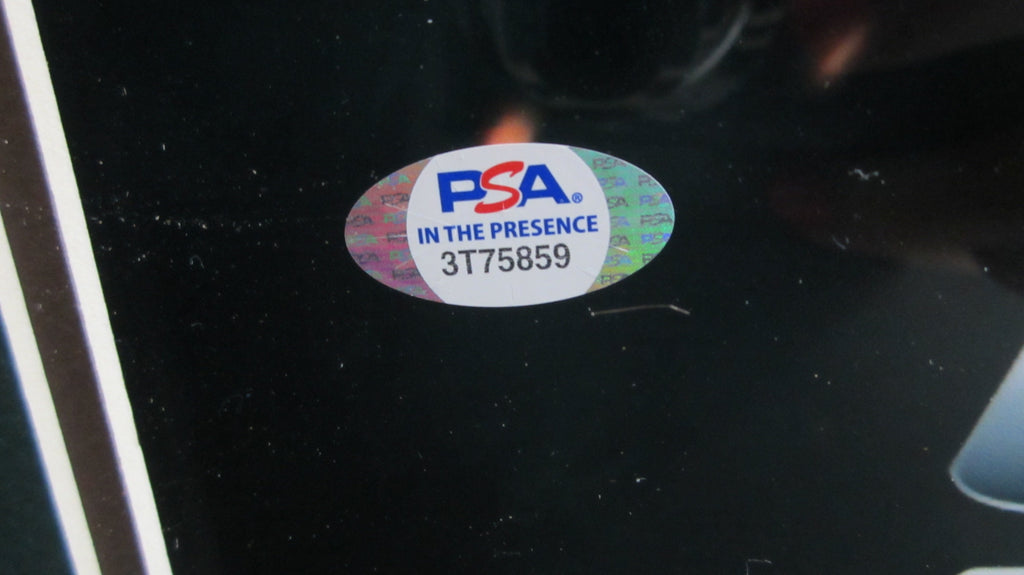 PSA®
IN THE PRESENCE
3T75859